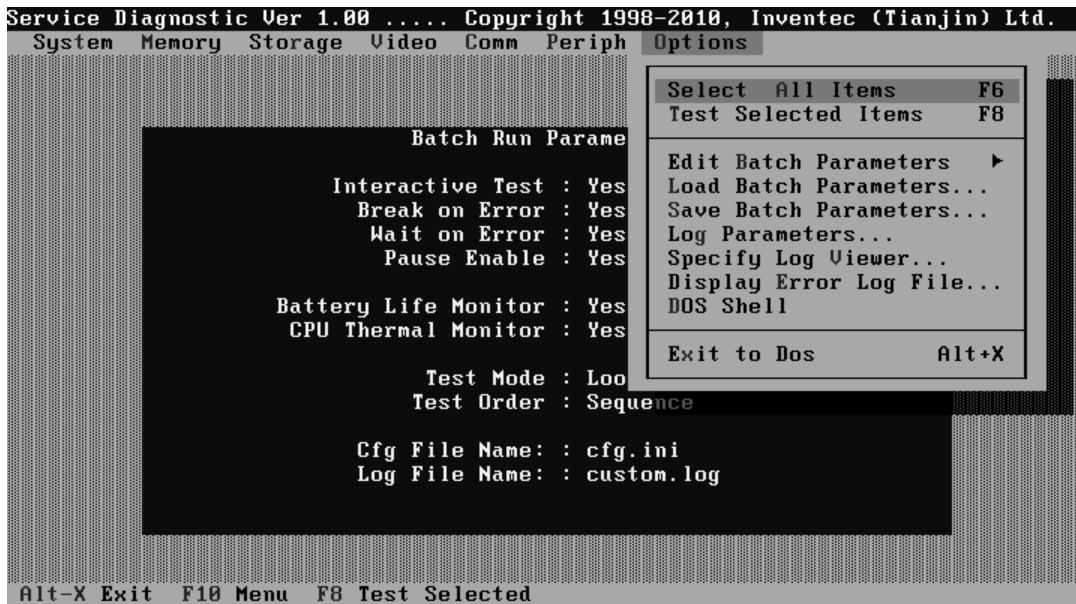 Service Diagnostic Ver 1.00 ..... Copyright 1998-2010, Inventec (Tianjin) Ltd.
System Memory Storage Video Comm Periph Options
Select All Items F6
Test Selected Items F8
Edit Batch Parameters ►
Load Batch Parameters...
Save Batch Parameters...
Log Parameters...
Specify Log Viewer...
Display Error Log File...
DOS Shell
Exit to Dos Alt+X
Batch Run Parame
Interactive Test : Yes
Break on Error : Yes
Wait on Error : Yes
Pause Enable : Yes
Battery Life Monitor : Yes
CPU Thermal Monitor : Yes
Test Mode : Loo
Test Order : Sequence
Cfg File Name: : cfg.ini
Log File Name: : custom.log
Alt-X Exit F10 Menu F8 Test Selected